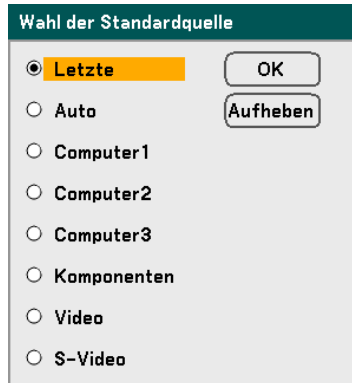 Wahl der Standardquelle
Letzte
OK
Auto
Aufheben
Computer1
Computer2
Computer3
Komponenten
Video
S-Video